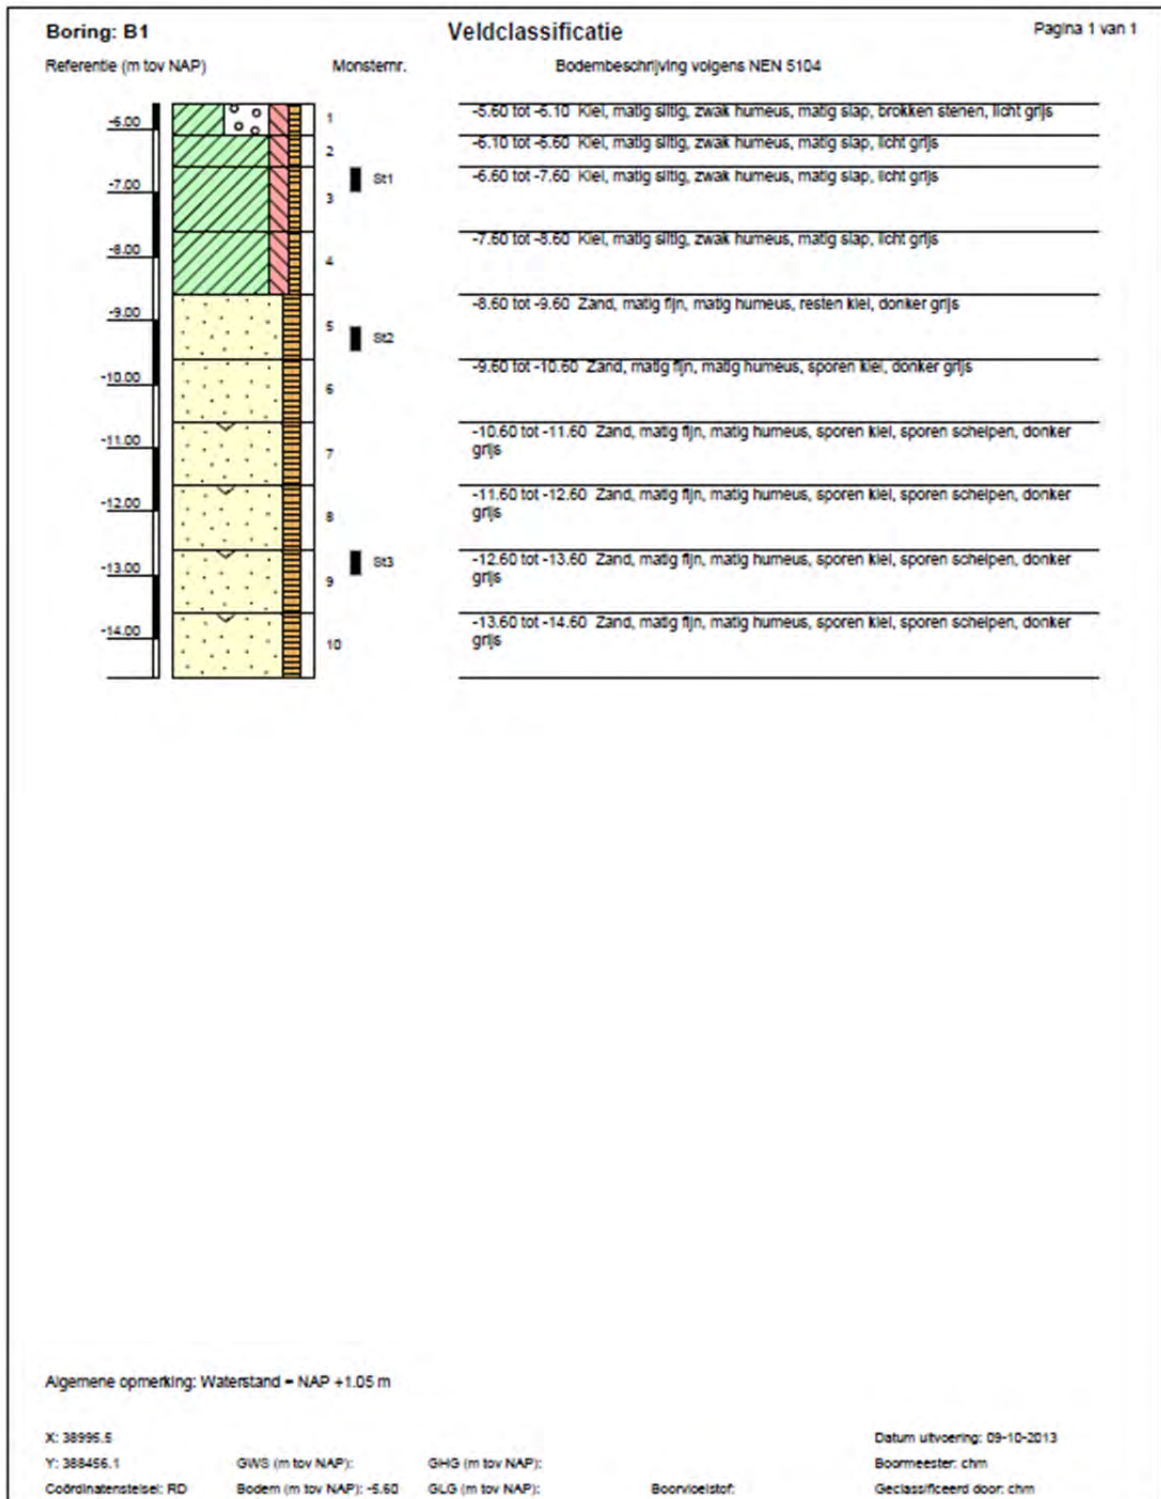 Boring: B1 Veldclassificatie Pagina 1 van 1
Referentie (m tov NAP) Monsternr. Bodembeschrijving volgens NEN 5104
-6.00 1 -5.60 tot -6.10 Klei, matig siltig, zwak humeus, matig slap, brokken stenen, licht grijs
2 -6.10 tot -6.60 Klei, matig siltig, zwak humeus, matig slap, licht grijs
-7.00 St1 -6.60 tot -7.60 Klei, matig siltig, zwak humeus, matig slap, licht grijs
3
-8.00 -7.60 tot -8.60 Klei, matig siltig, zwak humeus, matig slap, licht grijs
4
-9.00 -8.60 tot -9.60 Zand, matig fijn, matig humeus, resten klei, donker grijs
5 St2
-10.00 -9.60 tot -10.60 Zand, matig fijn, matig humeus, sporen klei, donker grijs
6
-11.00 -10.60 tot -11.60 Zand, matig fijn, matig humeus, sporen klei, sporen schelpen, donker
7 grijs
-12.00 -11.60 tot -12.60 Zand, matig fijn, matig humeus, sporen klei, sporen schelpen, donker
8 grijs
-13.00 St3 -12.60 tot -13.60 Zand, matig fijn, matig humeus, sporen klei, sporen schelpen, donker
9 grijs
-14.00 -13.60 tot -14.60 Zand, matig fijn, matig humeus, sporen klei, sporen schelpen, donker
10 grijs
Algemene opmerking: Waterstand = NAP +1.05 m
X: 38995.5 Datum uitvoering: 09-10-2013
Y: 388456.1 GWS (m tov NAP): GHG (m tov NAP): Boormeester: chm
Coördinatenstelsel: RD Bodem (m tov NAP): -5.60 GLG (m tov NAP): Boorvloeistof: Geclassificeerd door: chm